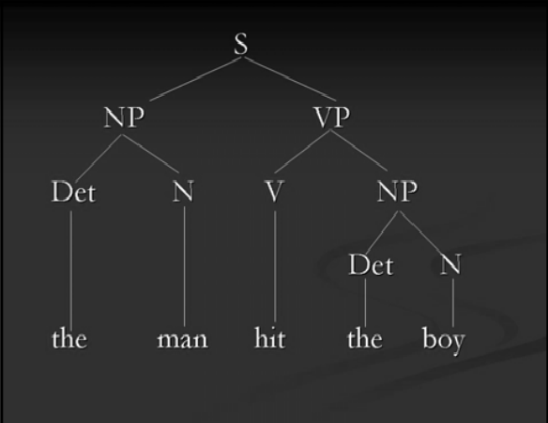 S
NP VP
Det N V NP
Det N
the man hit the boy